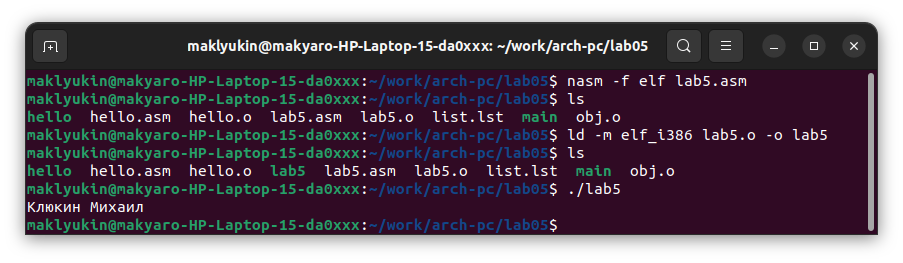 maklyukin@makyaro-HP-Laptop-15-da0xxx: ~/work/arch-pc/lab05
maklyukin@makyaro-HP-Laptop-15-da0xxx:~/work/arch-pc/lab05$ nasm -f elf lab5.asm
maklyukin@makyaro-HP-Laptop-15-da0xxx:~/work/arch-pc/lab05$ ls
hello  hello.asm  hello.o  lab5.asm  lab5.o  list.lst  main  obj.o
maklyukin@makyaro-HP-Laptop-15-da0xxx:~/work/arch-pc/lab05$ ld -m elf_i386 lab5.o -o lab5
maklyukin@makyaro-HP-Laptop-15-da0xxx:~/work/arch-pc/lab05$ ls
hello  hello.asm  hello.o  lab5  lab5.asm  lab5.o  list.lst  main  obj.o
maklyukin@makyaro-HP-Laptop-15-da0xxx:~/work/arch-pc/lab05$ ./lab5
Клюкин Михаил
maklyukin@makyaro-HP-Laptop-15-da0xxx:~/work/arch-pc/lab05$